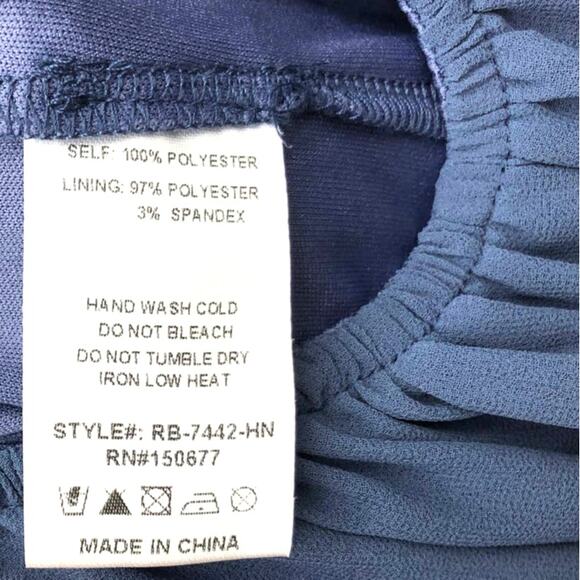 SELF: 100% POLYESTER
LINING: 97% POLYESTER
3% SPANDEX
HAND WASH COLD
DO NOT BLEACH
DO NOT TUMBLE DRY
IRON LOW HEAT
STYLE#: RB-7442-HN
RN#150677
MADE IN CHINA